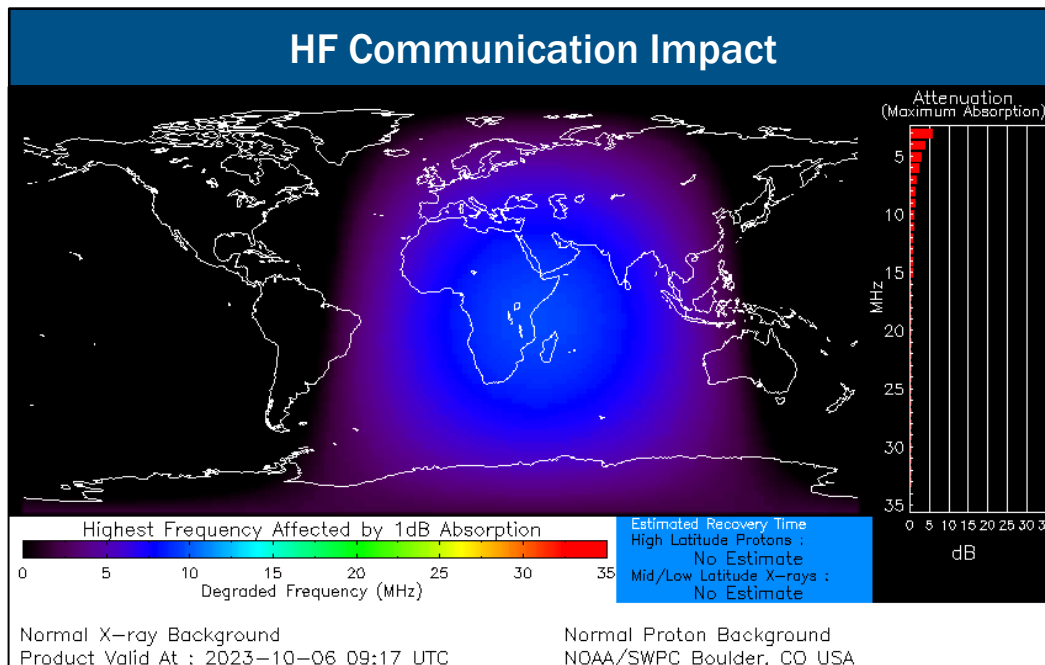 HF Communication Impact
Attenuation
(Maximum Absorption)
5
10
15
20
25
30
35
MHz
0 5 10 15 20 25 30 3
dB
Highest Frequency Affected by 1dB Absorption
0 5 10 15 20 25 30 35
Degraded Frequency (MHz)
Estimated Recovery Time
High Latitude Protons :
No Estimate
Mid/Low Latitude X-rays :
No Estimate
Normal X-ray Background
Product Valid At : 2023-10-06 09:17 UTC
Normal Proton Background
NOAA/SWPC Boulder, CO USA